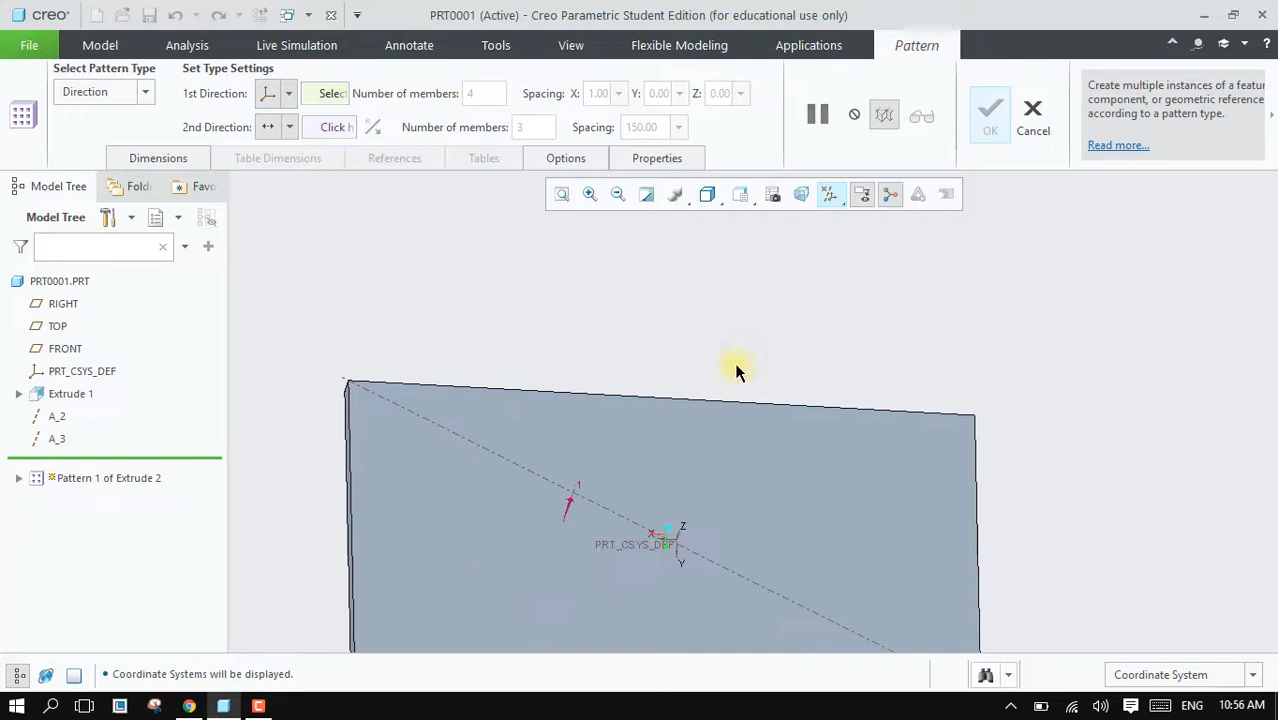 creo
PRT0001 (Active) - Creo Parametric Student Edition (for educational use only)
File Model Analysis Live Simulation Annotate Tools View Flexible Modeling Applications Pattern
Select Pattern Type Set Type Settings
Direction 1st Direction: Select Number of members: 4 Spacing: X: 1.00 Y: 0.00 Z: 0.00
2nd Direction: Click h Number of members: 3 Spacing: 150.00
OK Cancel
Create multiple instances of a featur
component, or geometric reference
according to a pattern type.
Read more...
Dimensions Table Dimensions References Tables Options Properties
Model Tree Fold Favo
Model Tree
PRT0001.PRT
RIGHT
TOP
FRONT
PRT_CSYS_DEF
Extrude 1
A_2
A_3
Pattern 1 of Extrude 2
1
X Z
PRT_CSYS_DEF
Y
• Coordinate Systems will be displayed.
Coordinate System
ENG 10:56 AM